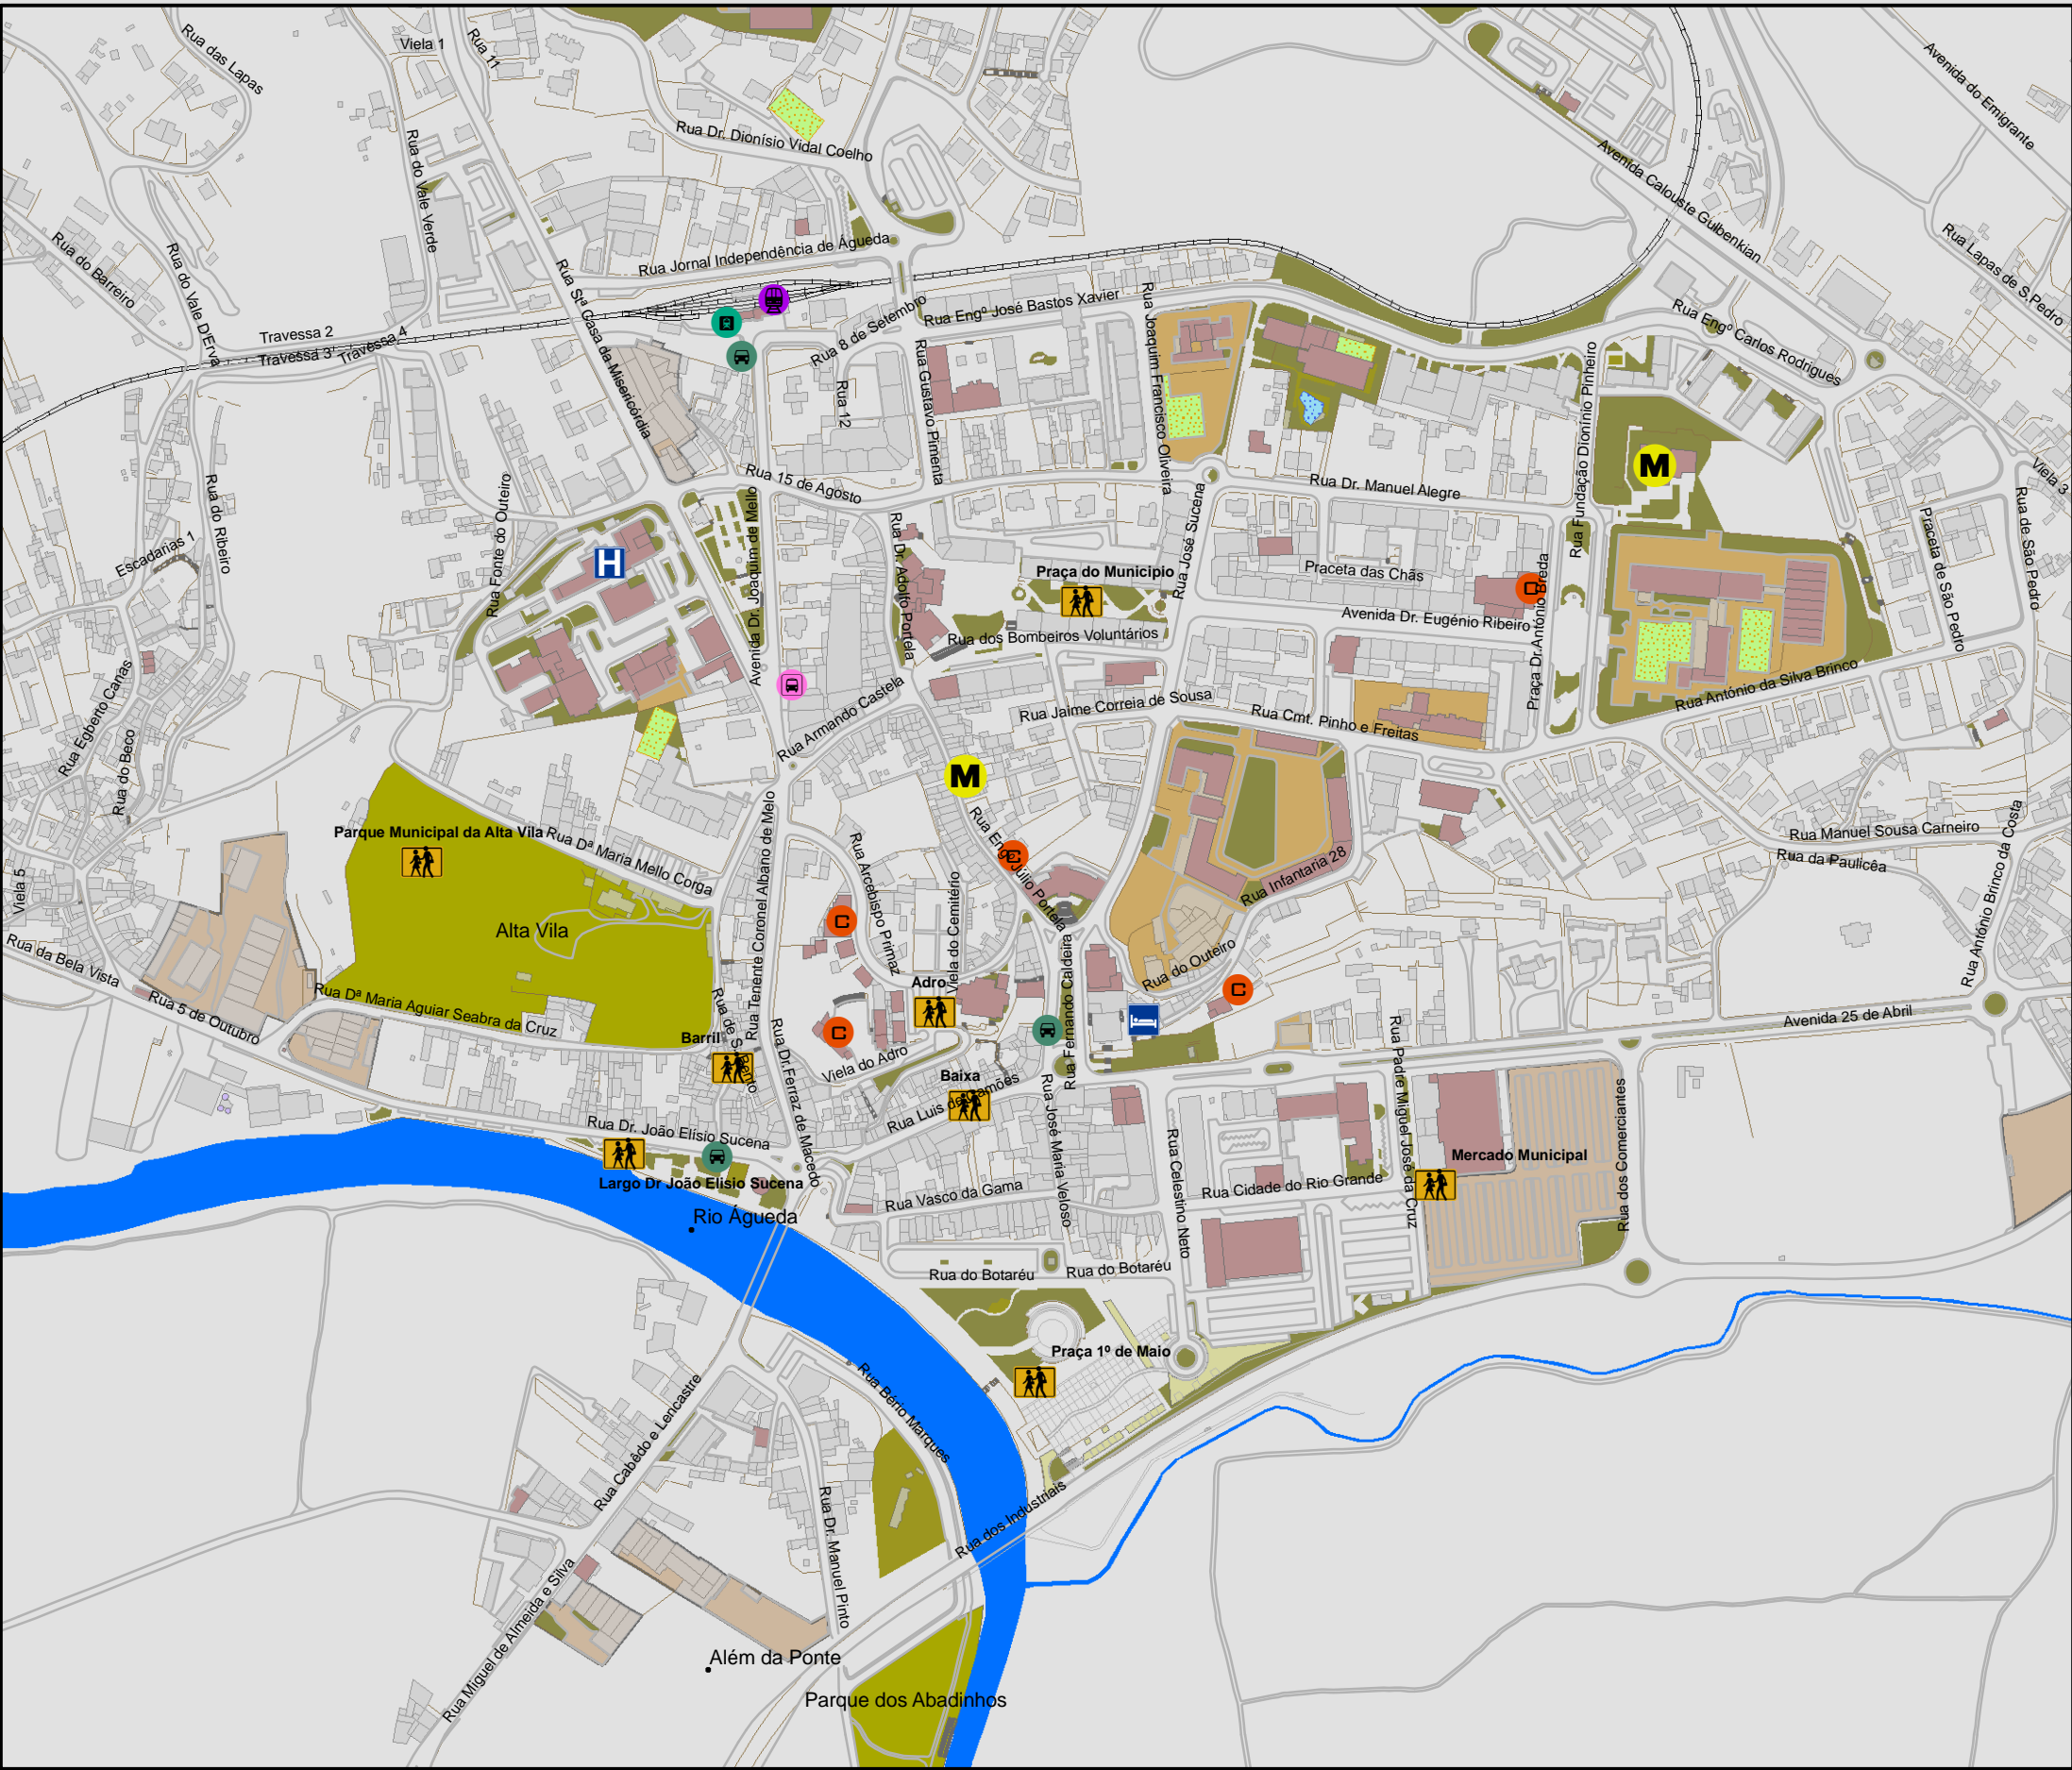 Rua das Lapas
Viela 1
Rua 11
Avenida do Emigrante
Rua Dr. Dionísio Vidal Coelho
Rua do Vale Verde
Avenida Calouste Gulbenkian
Rua do Barreiro
Rua do Vale D'Erva
Rua Jornal Independência de Águeda
Rua Lapas de S.Pedro
Rua Stª Casa da Misericórdia
Rua Engº José Bastos Xavier
Rua 8 de Setembro
Rua Engº Carlos Rodrigues
Travessa 2
Travessa 3
Travessa 4
Rua 12
Rua Gustavo Pimenta
Rua Joaquim Francisco Oliveira
Rua Fundação Dionínio Pinheiro
M
Viela 3
Rua 15 de Agosto
Rua Dr. Manuel Alegre
Rua do Ribeiro
Rua Fonte do Outeiro
Rua José Sucena
Rua de São Pedro
Praceta de São Pedro
Escadarias 1
H
Avenida Dr. Joaquim de Mello
Rua Dr. Adolfo Portela
Praça do Municipio
Praceta das Chãs
C
Praça Dr.António Breda
Avenida Dr. Eugénio Ribeiro
Rua dos Bombeiros Voluntários
Rua Egberto Canas
Rua do Beco
Rua António da Silva Brinco
Rua Armando Castela
Rua Jaime Correia de Sousa
Rua Cmt. Pinho e Freitas
M
Parque Municipal da Alta Vila
Rua Dª Maria Mello Corga
Rua Tenente Coronel Albano de Melo
Rua Arcebispo Primaz
Rua Engº Júlio Portela
C
Rua Infantaria 28
Rua Manuel Sousa Carneiro
Rua da Paulicêa
Rua António Brinco da Costa
Viela 5
Alta Vila
C
Viela do Cemitério
Rua da Bela Vista
Rua do Outeiro
C
Adro
Rua Dª Maria Aguiar Seabra da Cruz
Rua 5 de Outubro
Rua Fernando Caldeira
Avenida 25 de Abril
Barril
Rua de S. Bento
C
Viela do Adro
Rua Dr.Ferraz de Macedo
Baixa
Rua Luis de Camões
Rua José Maria Veloso
Rua Padre Miguel José da Cruz
Rua dos Comerciantes
Rua Dr. João Elísio Sucena
Rua Celestino Neto
Mercado Municipal
Largo Dr João Elisio Sucena
Rua Vasco da Gama
Rua Cidade do Rio Grande
Rio Águeda
Rua do Botaréu
Rua do Botaréu
Praça 1º de Maio
Rua Bério Marques
Rua Cabêdo e Lencastre
Rua dos Industriais
Rua Dr. Manuel Pinto
Rua Miguel de Almeida e Silva
Além da Ponte
Parque dos Abadinhos